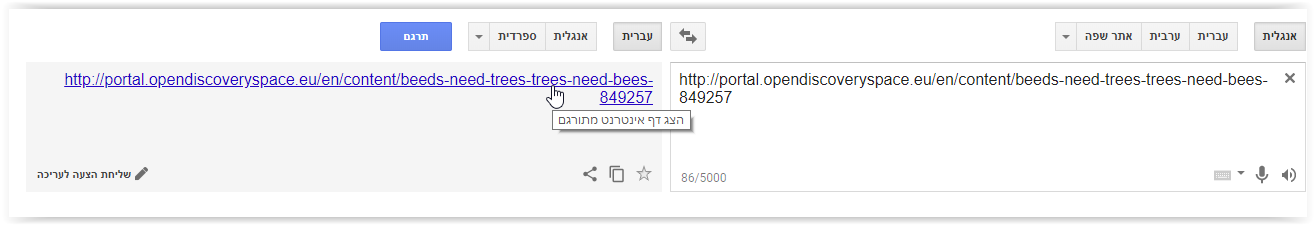 אנגלית עברית ערבית אתר שפה
עברית אנגלית ספרדית תרגם
http://portal.opendiscoveryspace.eu/en/content/beeds-need-trees-trees-need-bees-
849257
86/5000
http://portal.opendiscoveryspace.eu/en/content/beeds-need-trees-trees-need-bees-
849257
הצג דף אינטרנט מתורגם
שליחת הצעה לעריכה